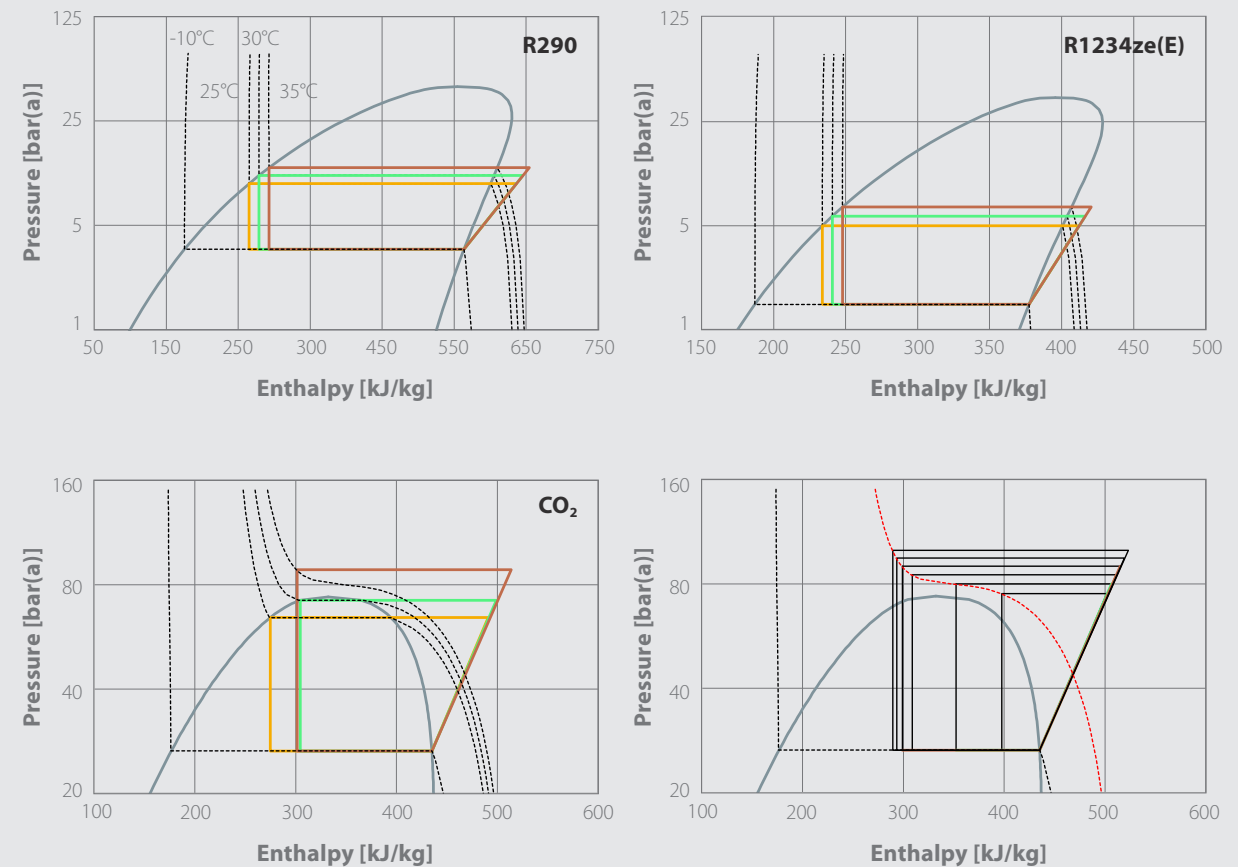 125
25
5
1
Pressure [bar(a)]
-10°C 30°C
25°C 35°C
R290
50 150 250 300 450 550 650 750
Enthalpy [kJ/kg]
125
25
5
1
Pressure [bar(a)]
R1234ze(E)
150 200 250 300 350 400 450 500
Enthalpy [kJ/kg]
160
80
40
20
Pressure [bar(a)]
CO₂
100 200 300 400 500 600
Enthalpy [kJ/kg]
160
80
40
20
Pressure [bar(a)]
100 200 300 400 500 600
Enthalpy [kJ/kg]